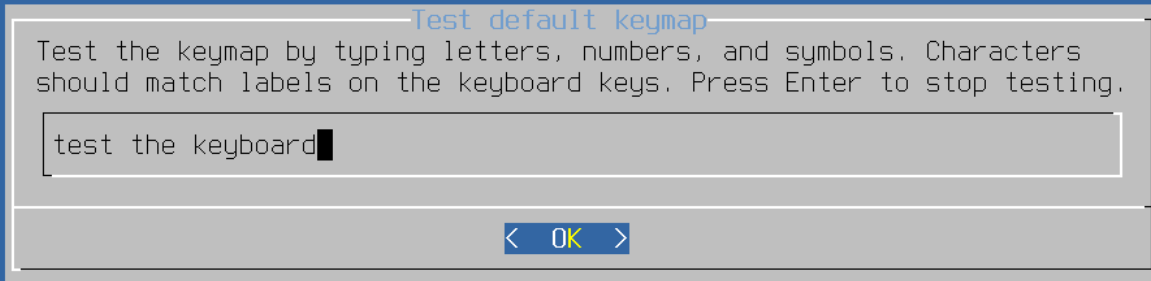 Test default keymap
Test the keymap by typing letters, numbers, and symbols. Characters
should match labels on the keyboard keys. Press Enter to stop testing.
test the keyboard
< OK >